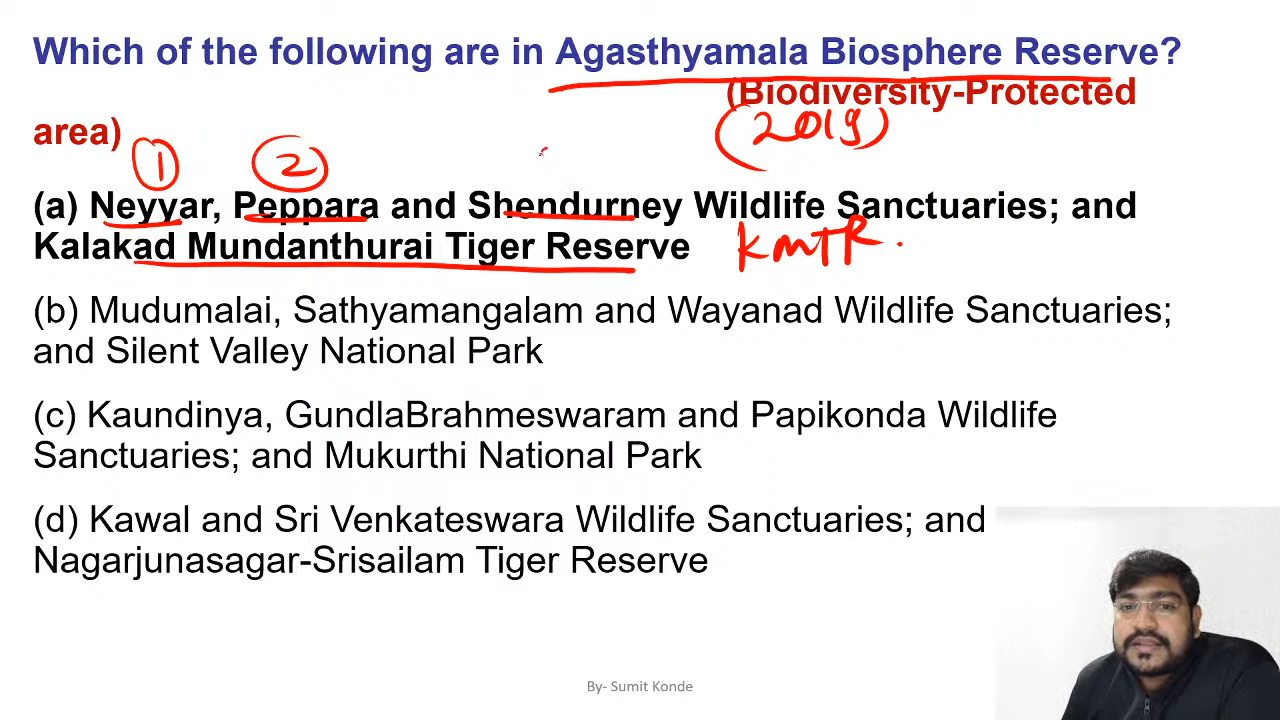 Which of the following are in Agasthyamala Biosphere Reserve?
(Biodiversity-Protected
area)
(2019)
1 2
(a) Neyyar, Peppara and Shendurney Wildlife Sanctuaries; and
Kalakad Mundanthurai Tiger Reserve KMTR.
(b) Mudumalai, Sathyamangalam and Wayanad Wildlife Sanctuaries;
and Silent Valley National Park
(c) Kaundinya, GundlaBrahmeswaram and Papikonda Wildlife
Sanctuaries; and Mukurthi National Park
(d) Kawal and Sri Venkateswara Wildlife Sanctuaries; and
Nagarjunasagar-Srisailam Tiger Reserve
By- Sumit Konde